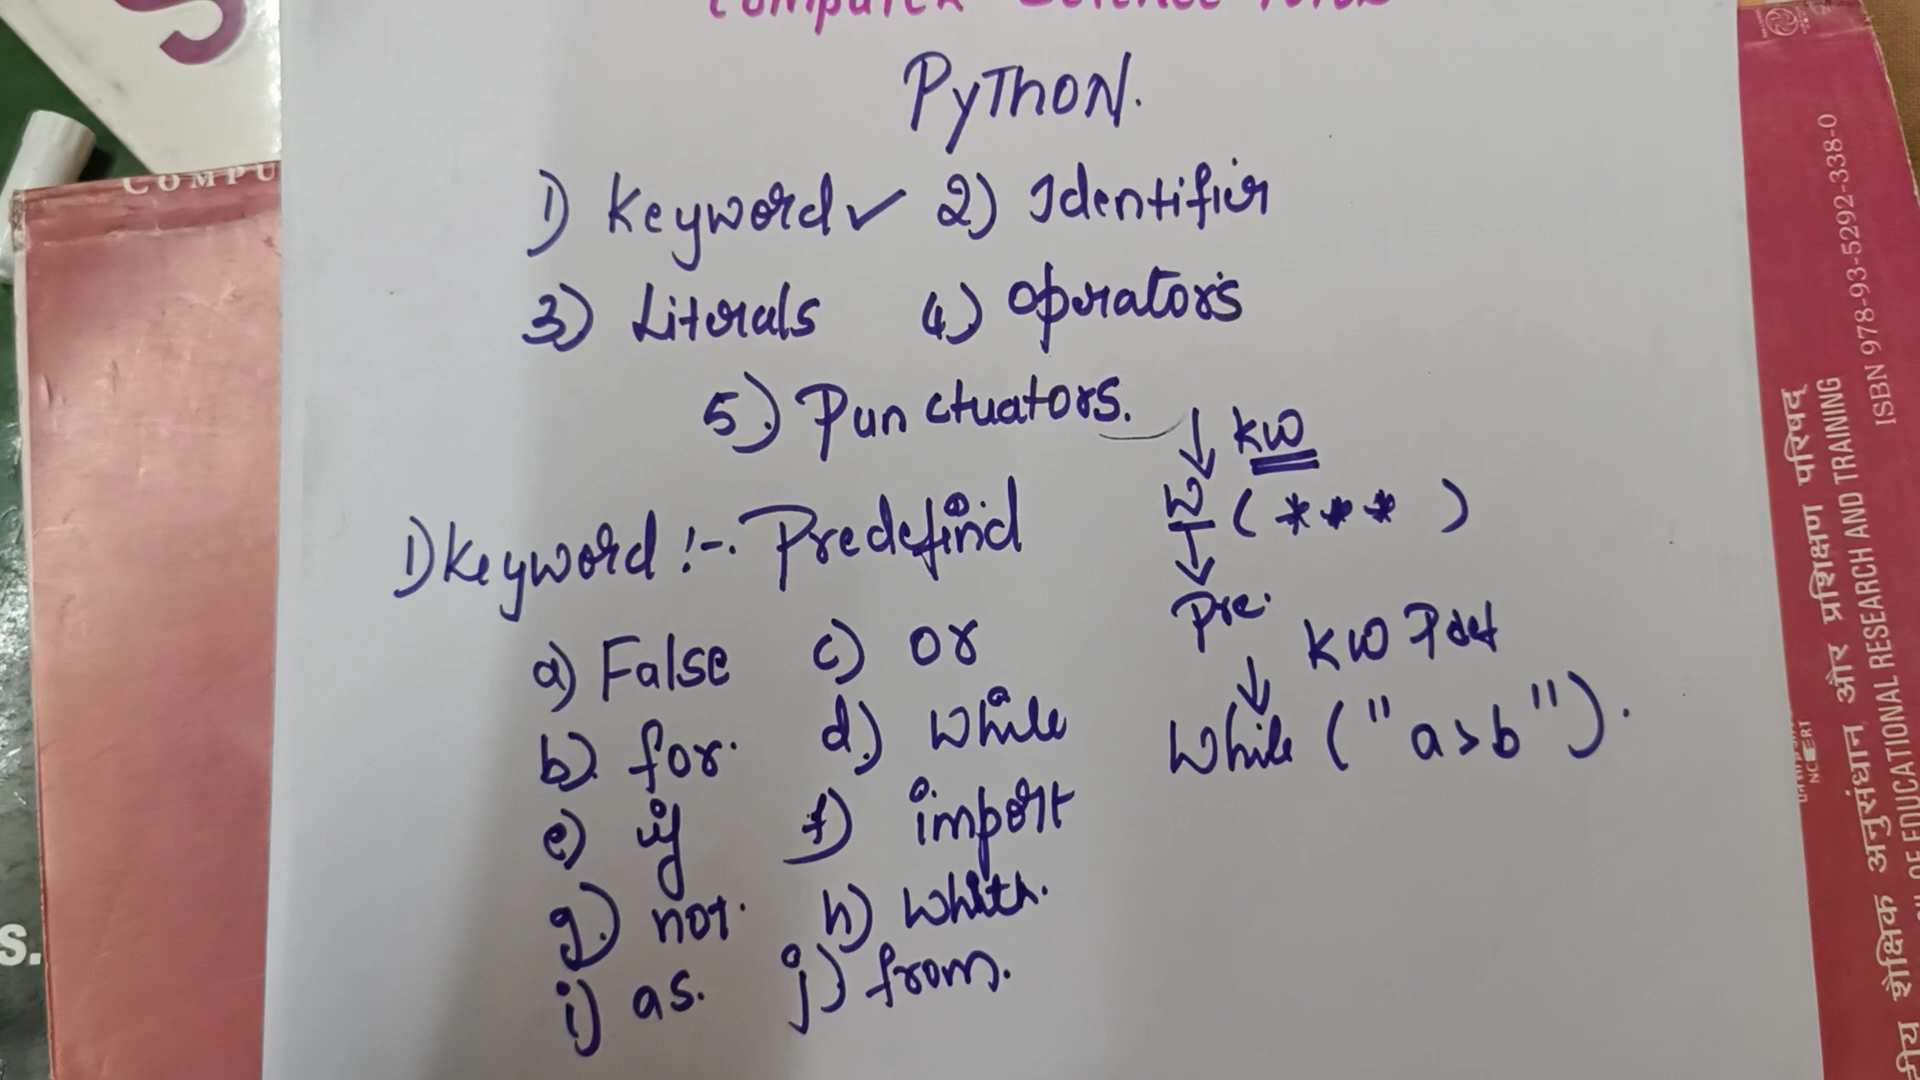 PYTHON.
1) Keyword ✓ 2) Identifier
3) Literals 4) operators
5.) Punctuators.
KW
W ( *** )
Pre.
1) Keyword :-. Predefind
KW Pdef
while ("a>b").
a) False c) or
b) for. d.) while
e) if f) import
g.) not. h) whith.
i) as. j) from.
COMPU
S.
ISBN 978-93-5292-338-0
अनुसंधान और प्रशिक्षण परिषद्
OF EDUCATIONAL RESEARCH AND TRAINING
NCERT